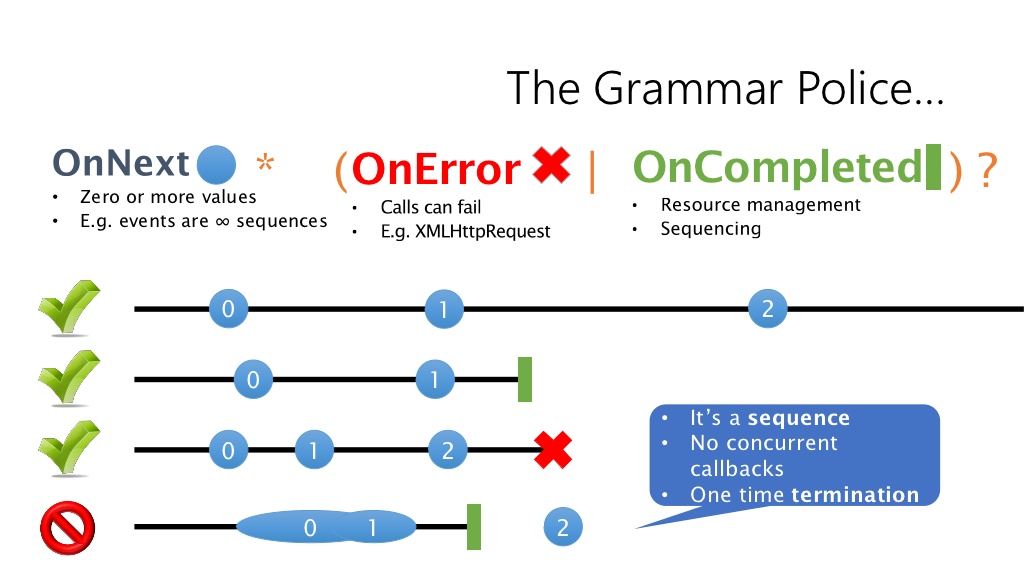 The Grammar Police...
OnNext * (OnError | OnCompleted ) ?
• Zero or more values
• E.g. events are ∞ sequences
• Calls can fail
• E.g. XMLHttpRequest
• Resource management
• Sequencing
0 1 2
0 1
0 1 2
• It's a sequence
• No concurrent
callbacks
• One time termination
0 1 2